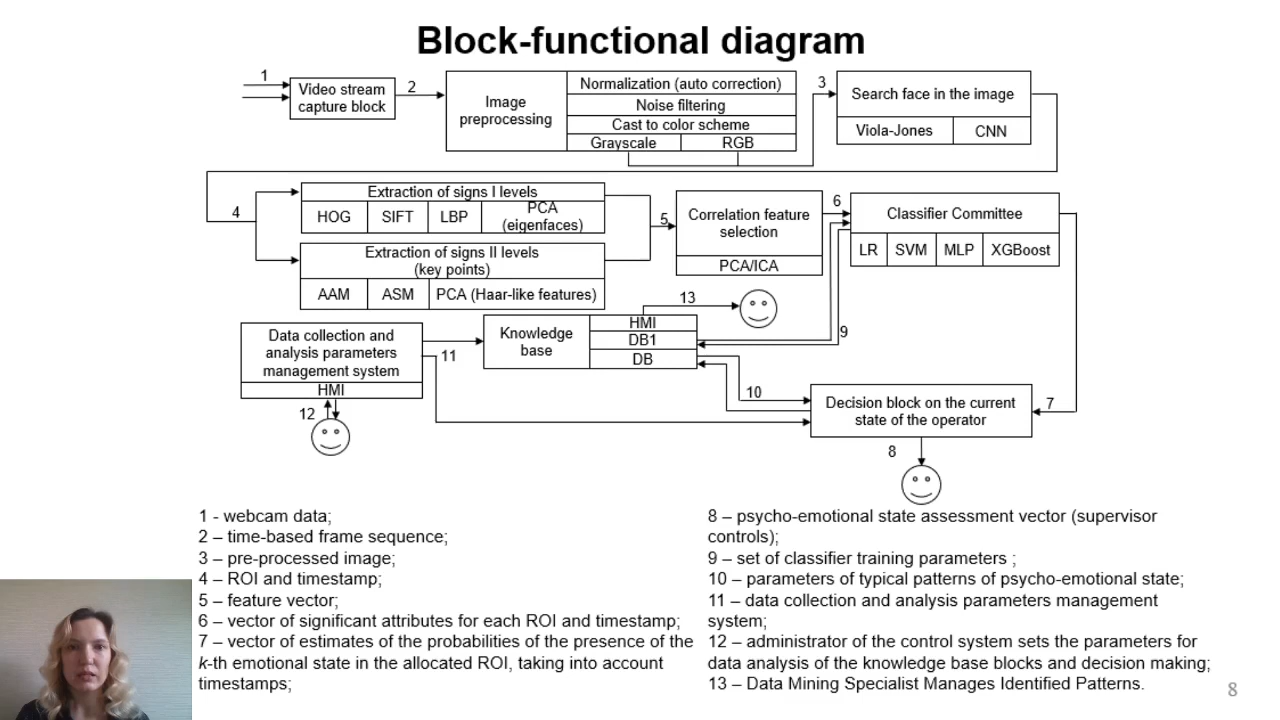 Block-functional diagram
1
Video stream
capture block
2
Image
preprocessing
Normalization (auto correction)
Noise filtering
Cast to color scheme
Grayscale
RGB
3
Search face in the image
Viola-Jones
CNN
4
Extraction of signs I levels
HOG
SIFT
LBP
PCA
(eigenfaces)
Extraction of signs II levels
(key points)
AAM
ASM
PCA (Haar-like features)
5
Correlation feature
selection
PCA/ICA
6
Classifier Committee
LR
SVM
MLP
XGBoost
13
Data collection and
analysis parameters
management system
HMI
11
12
Knowledge
base
HMI
DB1
DB
9
10
Decision block on the current
state of the operator
7
8
1 - webcam data;
2 – time-based frame sequence;
3 – pre-processed image;
4 – ROI and timestamp;
5 – feature vector;
6 – vector of significant attributes for each ROI and timestamp;
7 – vector of estimates of the probabilities of the presence of the
k-th emotional state in the allocated ROI, taking into account
timestamps;
8 – psycho-emotional state assessment vector (supervisor
controls);
9 – set of classifier training parameters ;
10 – parameters of typical patterns of psycho-emotional state;
11 – data collection and analysis parameters management
system;
12 – administrator of the control system sets the parameters for
data analysis of the knowledge base blocks and decision making;
13 – Data Mining Specialist Manages Identified Patterns.
8